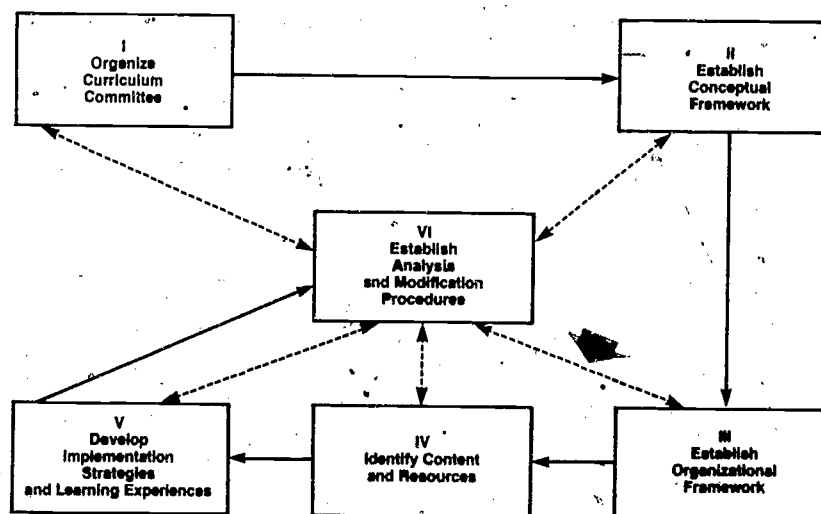 I
Organize
Curriculum
Committee
II
Establish
Conceptual
Framework
VI
Establish
Analysis
and Modification
Procedures
V
Develop
Implementation
Strategies
and Learning Experiences
IV
Identify Content
and Resources
III
Establish
Organizational
Framework